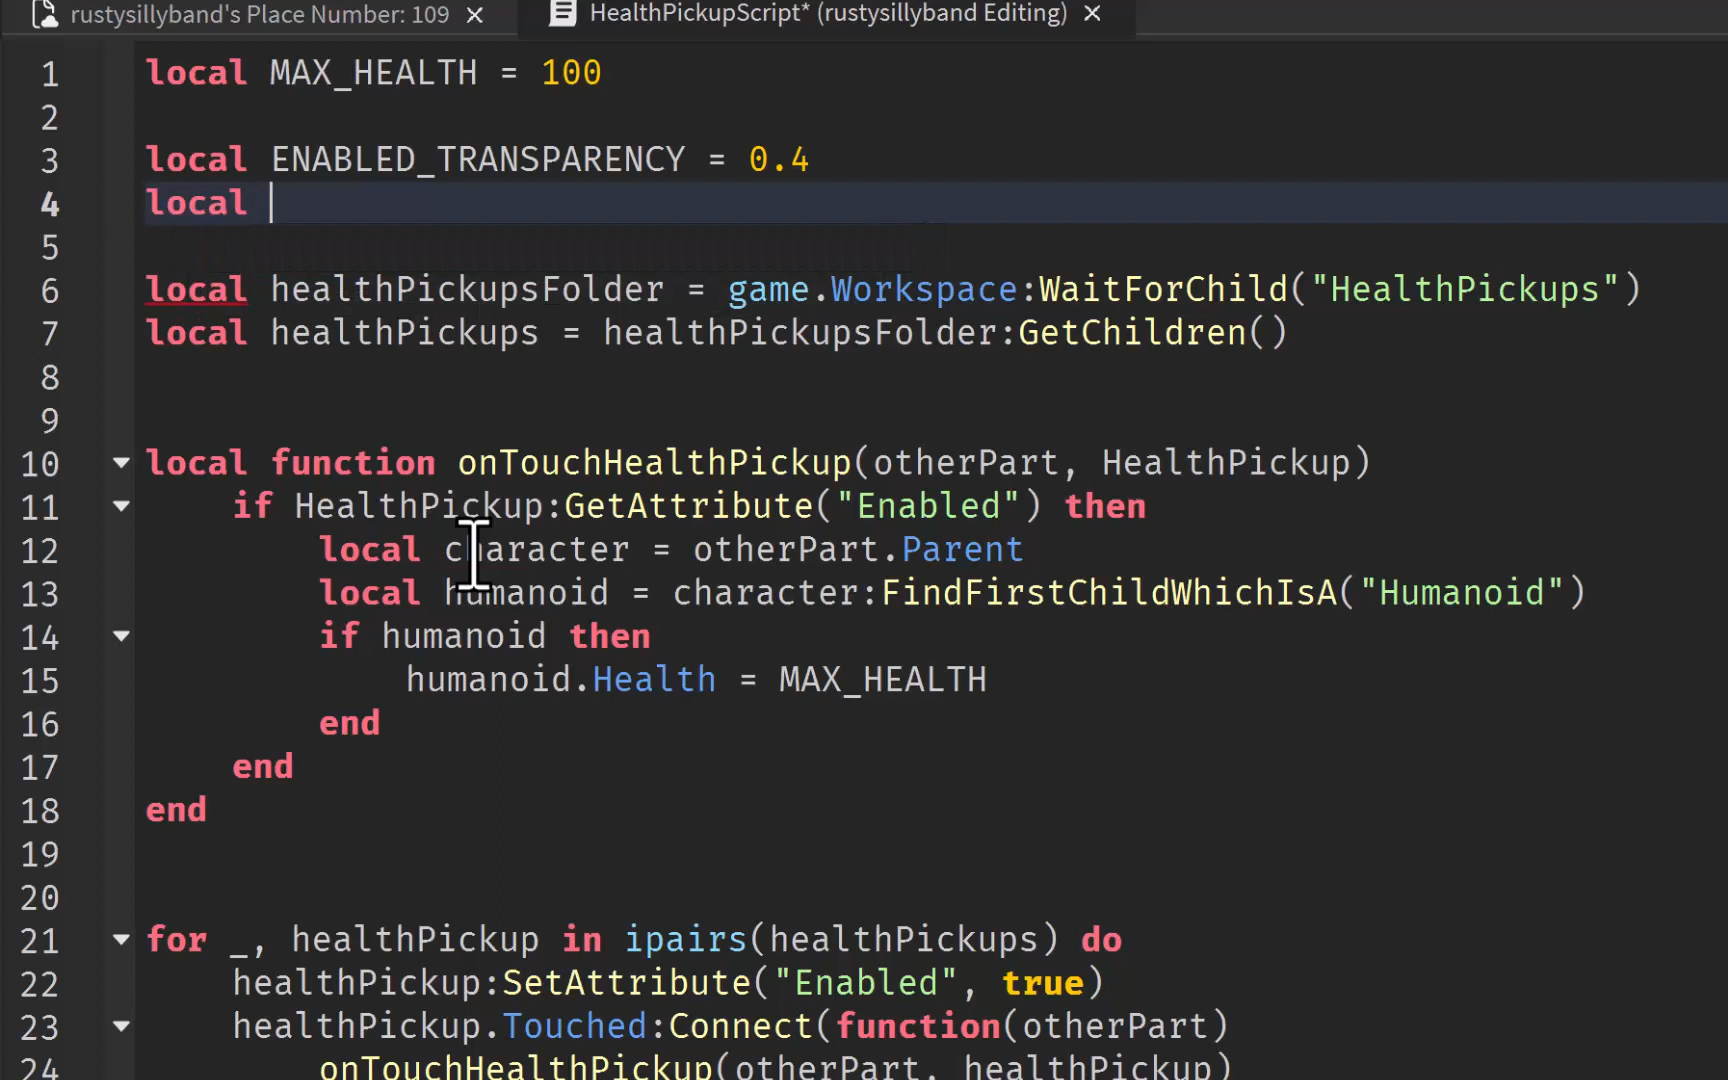 rustysillyband's Place Number: 109 × HealthPickupScript* (rustysillyband Editing) ×
1 local MAX_HEALTH = 100
2
3 local ENABLED_TRANSPARENCY = 0.4
4 local
5
6 local healthPickupsFolder = game.Workspace:WaitForChild("HealthPickups")
7 local healthPickups = healthPickupsFolder:GetChildren()
8
9
10 local function onTouchHealthPickup(otherPart, HealthPickup)
11 if HealthPickup:GetAttribute("Enabled") then
12 local character = otherPart.Parent
13 local humanoid = character:FindFirstChildWhichIsA("Humanoid")
14 if humanoid then
15 humanoid.Health = MAX_HEALTH
16 end
17 end
18 end
19
20
21 for _, healthPickup in ipairs(healthPickups) do
22 healthPickup:SetAttribute("Enabled", true)
23 healthPickup.Touched:Connect(function(otherPart)
24 onTouchHealthPickup(otherPart, healthPickup)